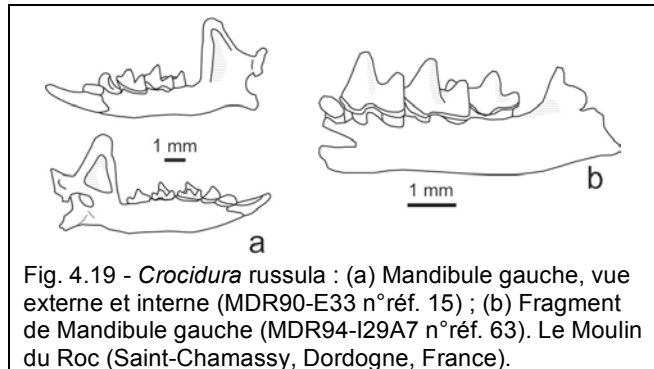 1 mm
a
1 mm
b
Fig. 4.19 - Crocidura russula : (a) Mandibule gauche, vue
externe et interne (MDR90-E33 n°réf. 15) ; (b) Fragment
de Mandibule gauche (MDR94-I29A7 n°réf. 63). Le Moulin
du Roc (Saint-Chamassy, Dordogne, France).